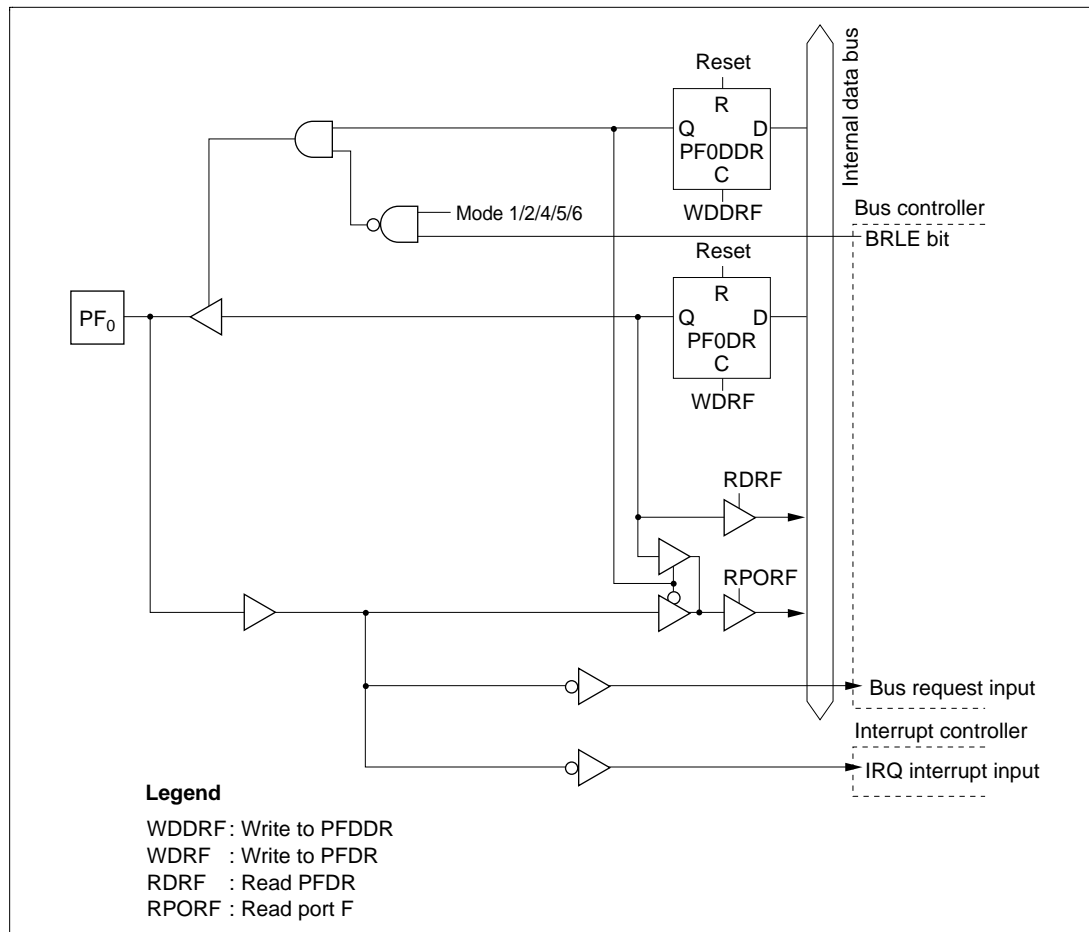 Reset
R
Q D
PF0DDR
C
WDDRF
Internal data bus
Mode 1/2/4/5/6
Bus controller
BRLE bit
Reset
R
Q D
PF0DR
C
WDRF
PF0
RDRF
RPORF
Bus request input
Interrupt controller
IRQ interrupt input
Legend
WDDRF : Write to PFDDR
WDRF : Write to PFDR
RDRF : Read PFDR
RPORF : Read port F